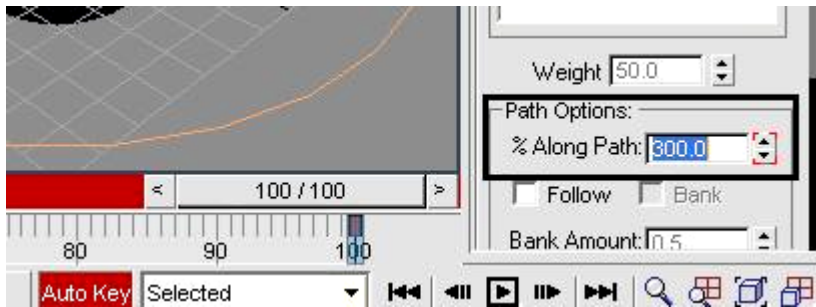 Weight 50.0
Path Options:
% Along Path: 300.0
Follow Bank
Bank Amount: 0.5
< 100 / 100 >
80 90 100
Auto Key Selected